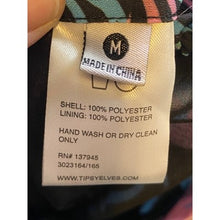 M
MADE IN CHINA
SHELL: 100% POLYESTER
LINING: 100% POLYESTER
HAND WASH OR DRY CLEAN
ONLY
RN# 137945
3023164/165
WWW.TIPSYELVES.COM